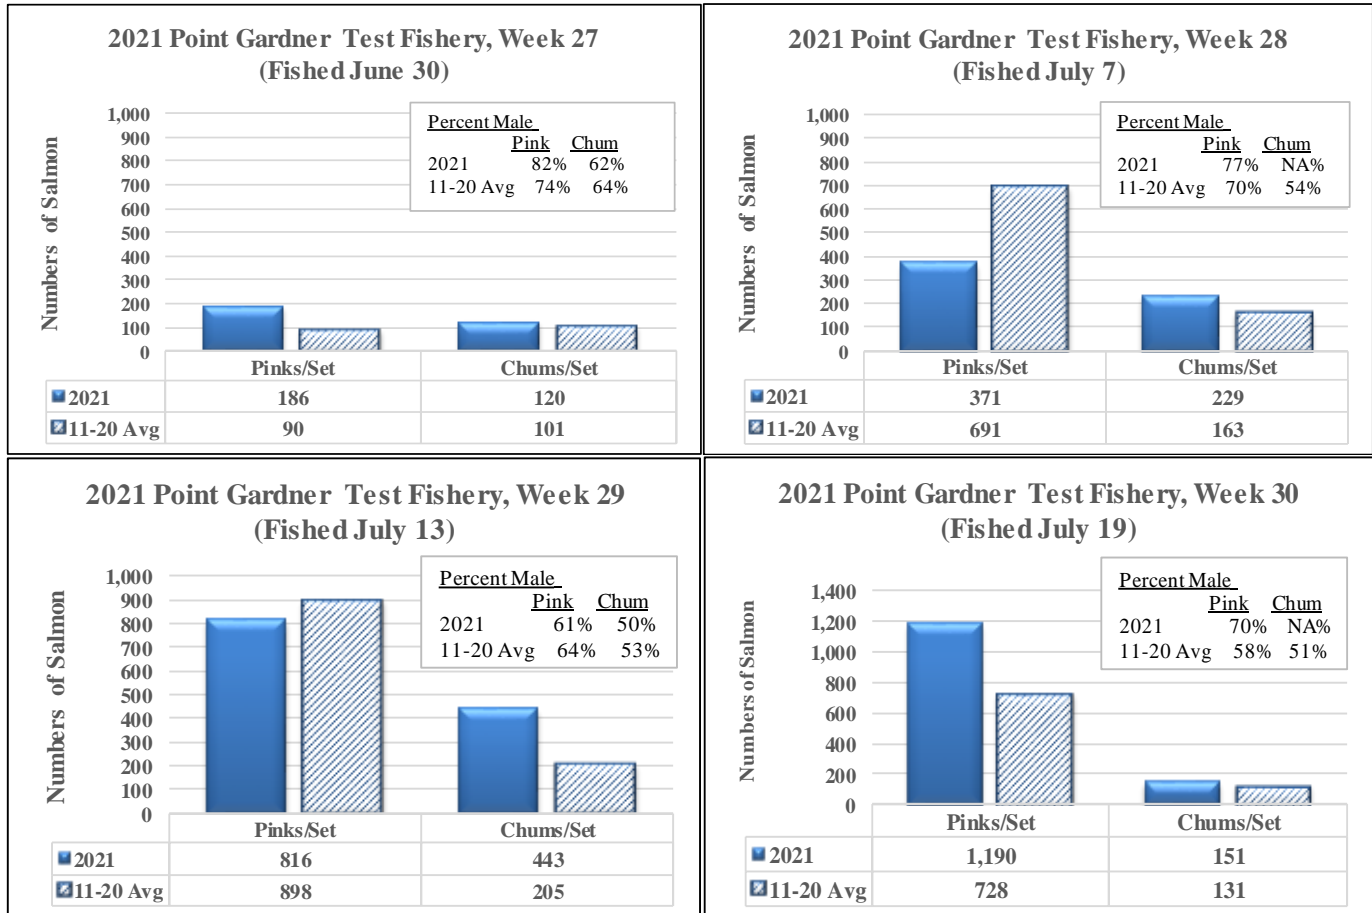 2021 Point Gardner Test Fishery, Week 27
(Fished June 30)
Numbers of Salmon
1,000
900
800
700
600
500
400
300
200
100
0
Percent Male
Pink Chum
2021 82% 62%
11-20 Avg 74% 64%
Pinks/Set Chums/Set
2021 186 120
11-20 Avg 90 101
2021 Point Gardner Test Fishery, Week 28
(Fished July 7)
Numbers of Salmon
1,000
900
800
700
600
500
400
300
200
100
0
Percent Male
Pink Chum
2021 77% NA%
11-20 Avg 70% 54%
Pinks/Set Chums/Set
2021 371 229
11-20 Avg 691 163
2021 Point Gardner Test Fishery, Week 29
(Fished July 13)
Numbers of Salmon
1,000
900
800
700
600
500
400
300
200
100
0
Percent Male
Pink Chum
2021 61% 50%
11-20 Avg 64% 53%
Pinks/Set Chums/Set
2021 816 443
11-20 Avg 898 205
2021 Point Gardner Test Fishery, Week 30
(Fished July 19)
Numbers of Salmon
1,400
1,200
1,000
800
600
400
200
0
Percent Male
Pink Chum
2021 70% NA%
11-20 Avg 58% 51%
Pinks/Set Chums/Set
2021 1,190 151
11-20 Avg 728 131